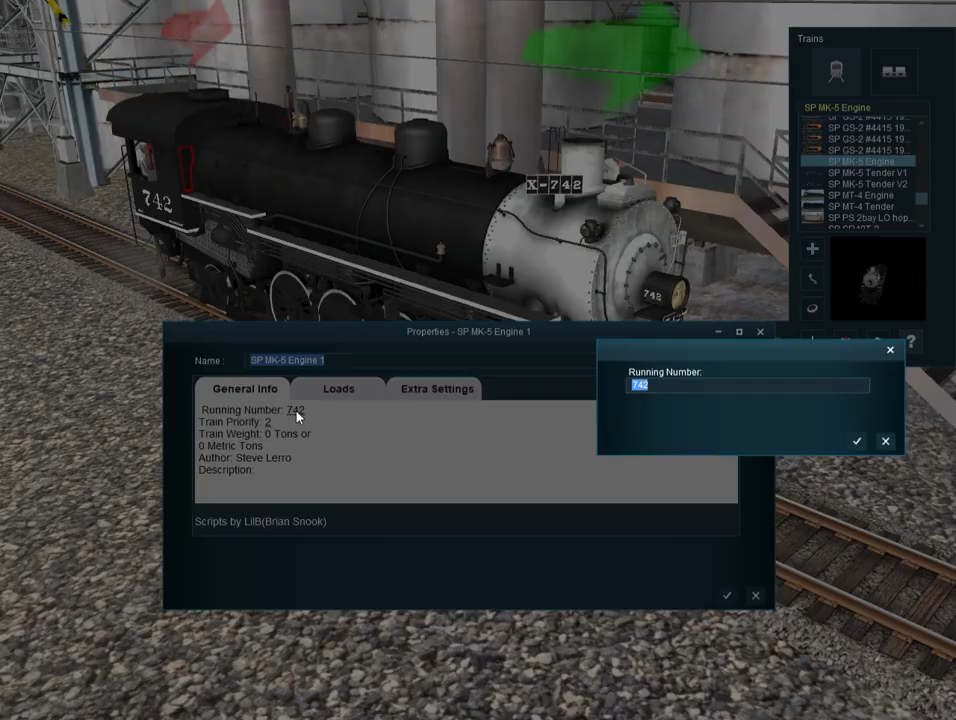 Trains
SP MK-5 Engine
SP GS-2 #4415 19...
SP GS-2 #4415 19...
SP GS-2 #4415 19...
SP MK-5 Engine
SP MK-5 Tender V1
SP MK-5 Tender V2
SP MT-4 Engine
SP MT-4 Tender
SP PS 2bay LO hop...
X-742
742
742
Properties - SP MK-5 Engine 1
Name : SP MK-5 Engine 1
General Info Loads Extra Settings
Running Number: 742
Train Priority: 2
Train Weight: 0 Tons or
0 Metric Tons
Author: Steve Lerro
Description:
Scripts by LilB(Brian Snook)
Running Number:
742